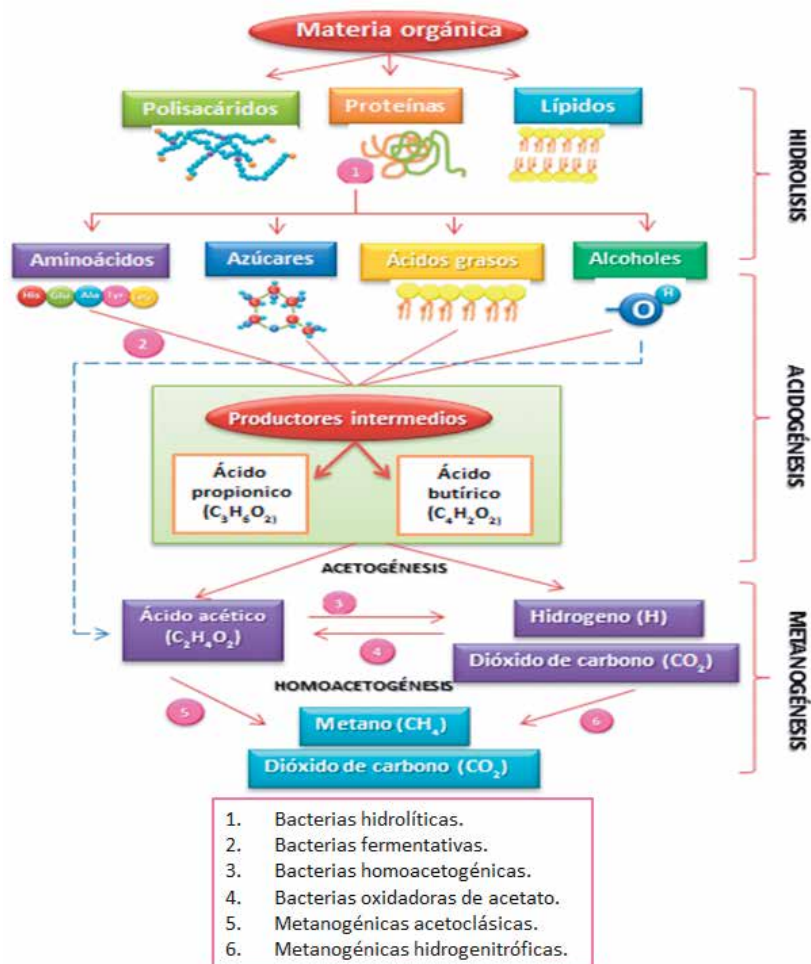 Materia orgánica
Polisacáridos
Proteínas
Lípidos
HIDROLISIS
1
Aminoácidos
Azúcares
Ácidos grasos
Alcoholes
His Glu Ala Tyr
O H
2
ACIDOGÉNESIS
Productores intermedios
Ácido
propionico
(C₃H₆O₂)
Ácido
butírico
(C₄H₂O₂)
ACETOGÉNESIS
Ácido acético
(C₂H₄O₂)
3
4
Hidrogeno (H)
Dióxido de carbono (CO₂)
METANOGÉNESIS
HOMOACETOGÉNESIS
5
6
Metano (CH₄)
Dióxido de carbono (CO₂)
1. Bacterias hidrolíticas.
2. Bacterias fermentativas.
3. Bacterias homoacetogénicas.
4. Bacterias oxidadoras de acetato.
5. Metanogénicas acetoclásicas.
6. Metanogénicas hidrogenitróficas.